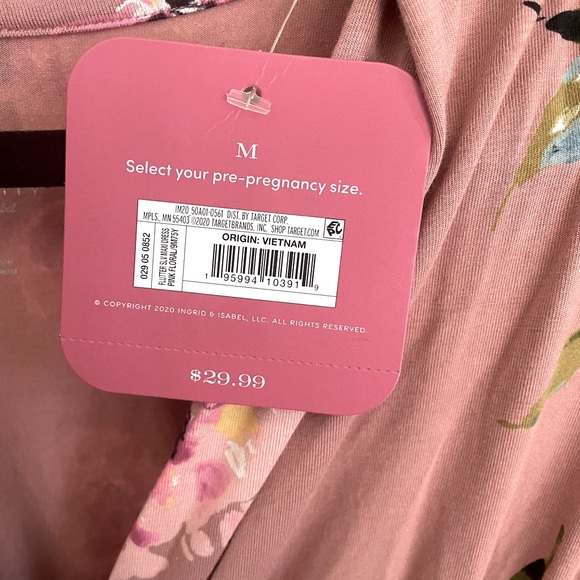 M
Select your pre-pregnancy size.
IM20 50A01-0561 DIST. BY TARGET CORP.
MPLS., MN 55403 ©2020 TARGETBRANDS, INC. SHOP TARGET.COM
029 05 0852
FLUTTER SLV MAXI DRESS
PINK FLORAL/9MT5Y
ORIGIN: VIETNAM
1 95994 10391 9
© COPYRIGHT 2020 INGRID & ISABEL, LLC. ALL RIGHTS RESERVED.
$29.99